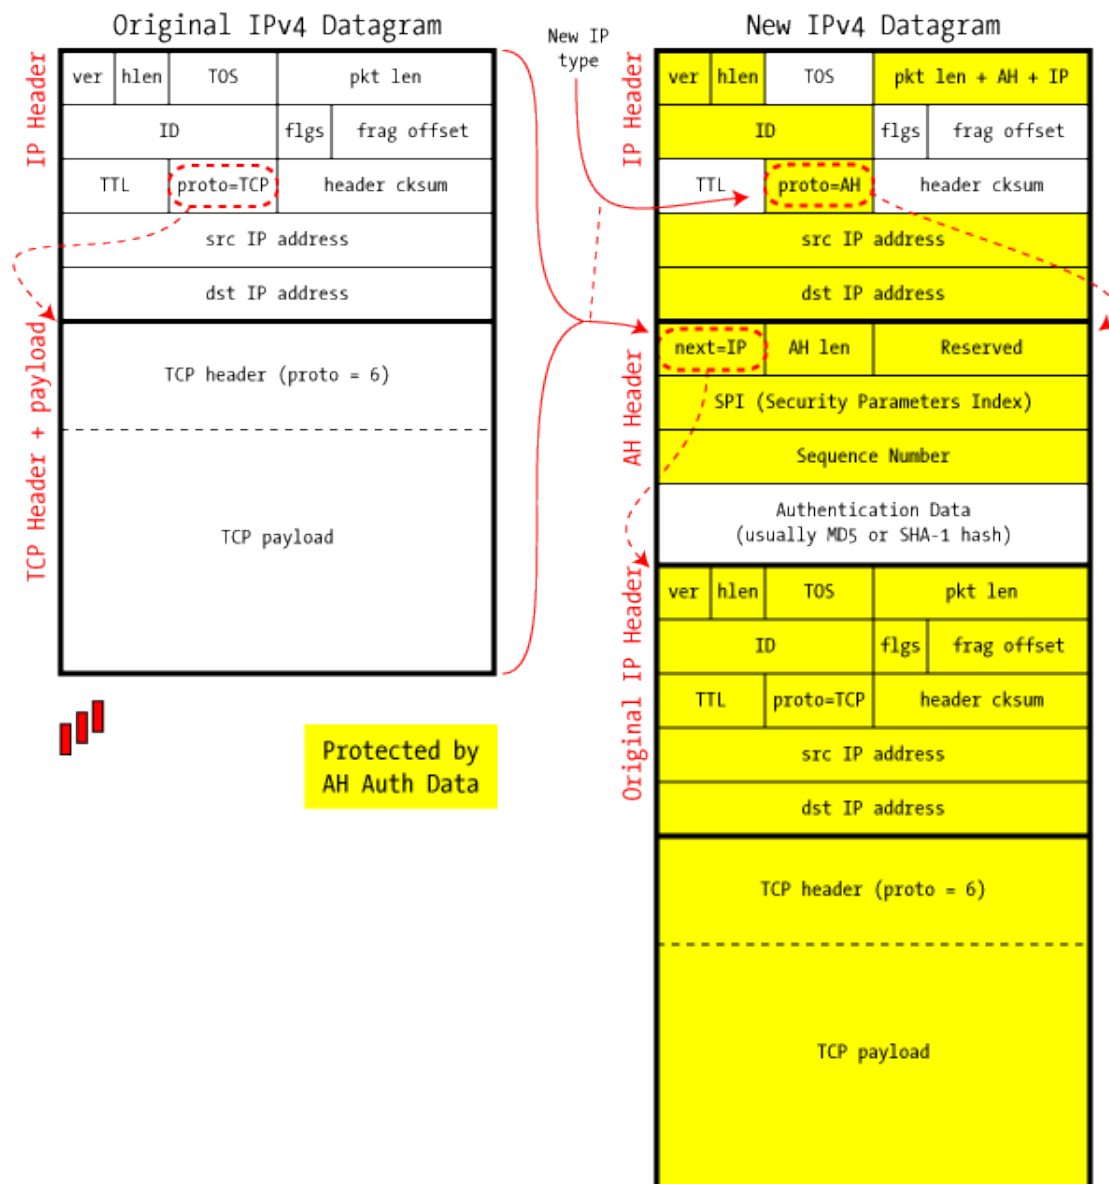 Original IPv4 Datagram
IP Header
ver hlen TOS pkt len
ID flgs frag offset
TTL proto=TCP header cksum
src IP address
dst IP address
TCP Header + payload
TCP header (proto = 6)
TCP payload
Protected by
AH Auth Data
New IP
type
New IPv4 Datagram
IP Header
ver hlen TOS pkt len + AH + IP
ID flgs frag offset
TTL proto=AH header cksum
src IP address
dst IP address
AH Header
next=IP AH len Reserved
SPI (Security Parameters Index)
Sequence Number
Authentication Data
(usually MD5 or SHA-1 hash)
Original IP Header
ver hlen TOS pkt len
ID flgs frag offset
TTL proto=TCP header cksum
src IP address
dst IP address
TCP header (proto = 6)
TCP payload